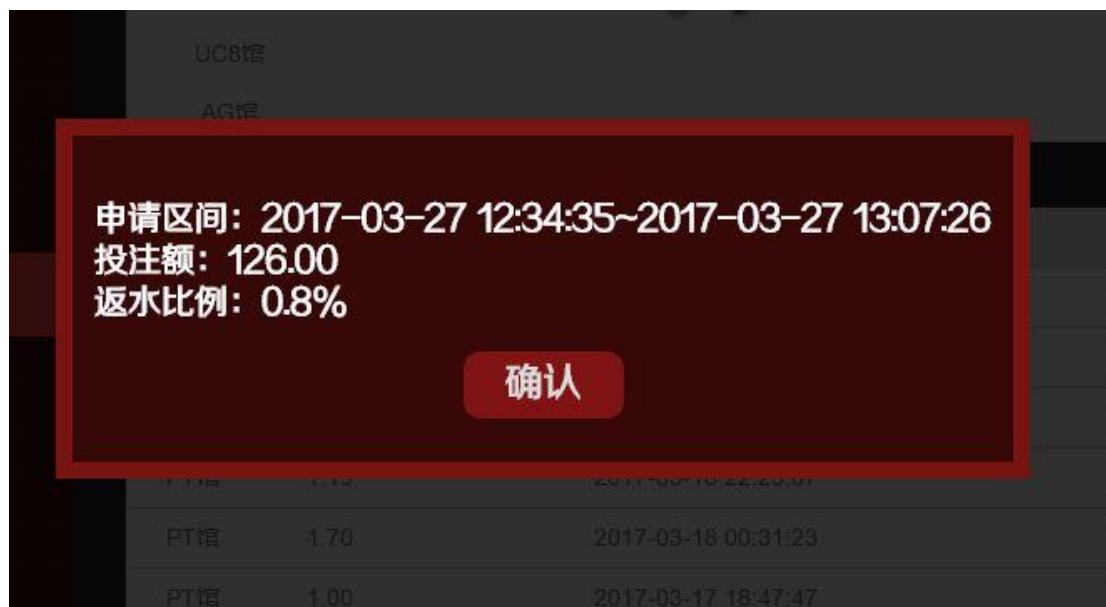 UC8馆
AG馆
申请区间：2017-03-27 12:34:35~2017-03-27 13:07:26
投注额：126.00
返水比例：0.8%
确认
PT馆 1.70 2017-03-18 00:31:23
PT馆 1.00 2017-03-17 18:47:47